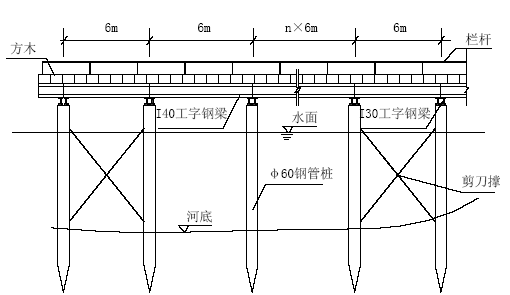 6m 6m n×6m 6m
方木 栏杆
I40工字钢梁 水面 I30工字钢梁
φ60钢管桩 剪刀撑
河底